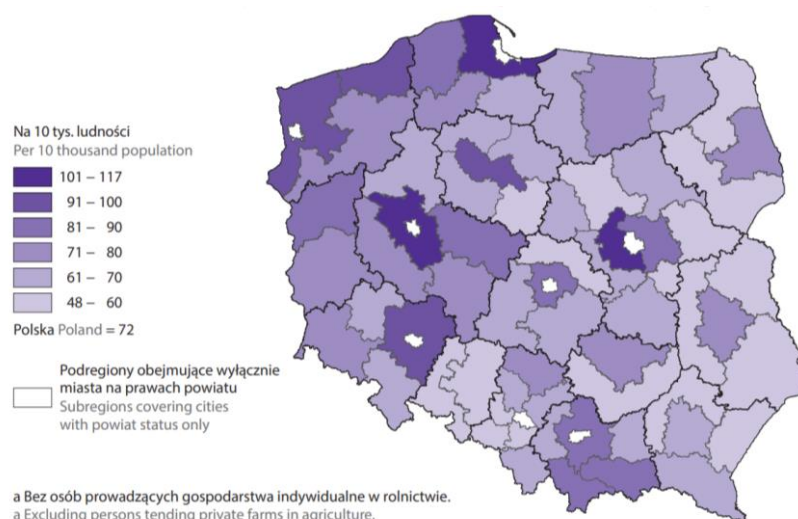 Na 10 tys. ludności
Per 10 thousand population
101 – 117
91 – 100
81 – 90
71 – 80
61 – 70
48 – 60
Polska Poland = 72
Podregiony obejmujące wyłącznie
miasta na prawach powiatu
Subregions covering cities
with powiat status only
a Bez osób prowadzących gospodarstwa indywidualne w rolnictwie.
a Excluding persons tending private farms in agriculture.